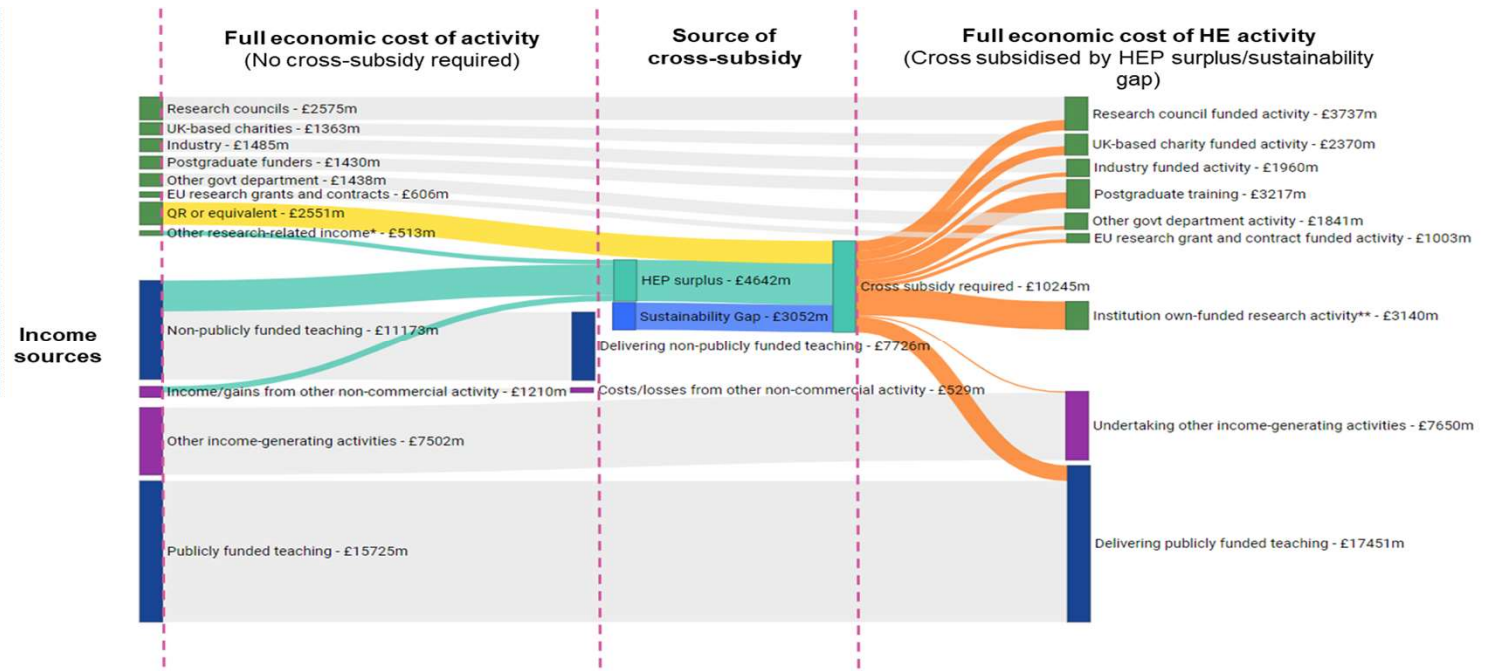 Full economic cost of activity
(No cross-subsidy required)
Source of
cross-subsidy
Full economic cost of HE activity
(Cross subsidised by HEP surplus/sustainability
gap)
Income
sources
Research councils - £2575m
UK-based charities - £1363m
Industry - £1485m
Postgraduate funders - £1430m
Other govt department - £1438m
EU research grants and contracts - £606m
QR or equivalent - £2551m
Other research-related income* - £513m
Non-publicly funded teaching - £11173m
Income/gains from other non-commercial activity - £1210m
Other income-generating activities - £7502m
Publicly funded teaching - £15725m
HEP surplus - £4642m
Sustainability Gap - £3052m
Delivering non-publicly funded teaching - £7726m
Costs/losses from other non-commercial activity - £529m
Cross subsidy required - £10245m
Research council funded activity - £3737m
UK-based charity funded activity - £2370m
Industry funded activity - £1960m
Postgraduate training - £3217m
Other govt department activity - £1841m
EU research grant and contract funded activity - £1003m
Institution own-funded research activity** - £3140m
Undertaking other income-generating activities - £7650m
Delivering publicly funded teaching - £17451m